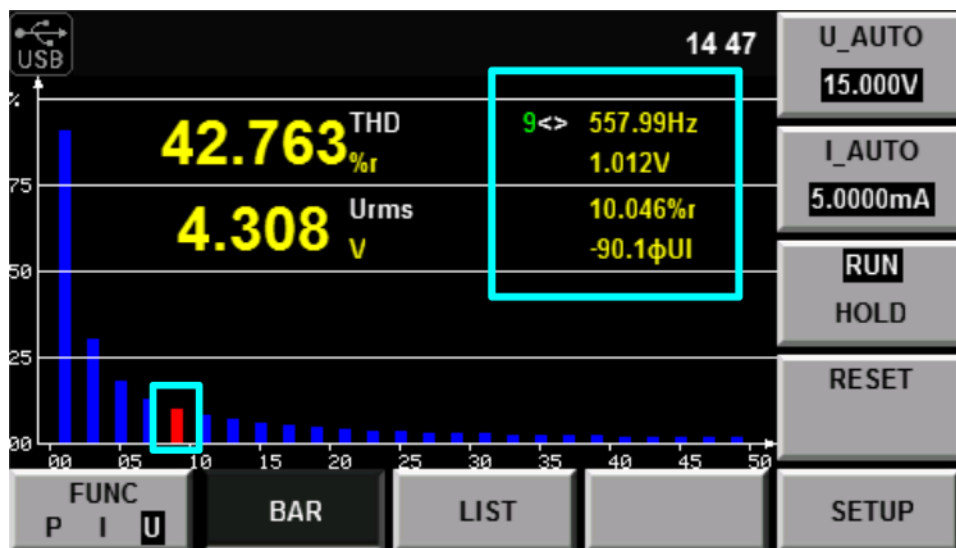 USB
14 47
%
42.763 THD
%r
4.308 Urms
V
9<> 557.99Hz
1.012V
10.046%r
-90.1ϕUI
75
50
25
00
00 05 10 15 20 25 30 35 40 45 50
U_AUTO
15.000V
I_AUTO
5.0000mA
RUN
HOLD
RESET
FUNC
P I U
BAR
LIST
SETUP